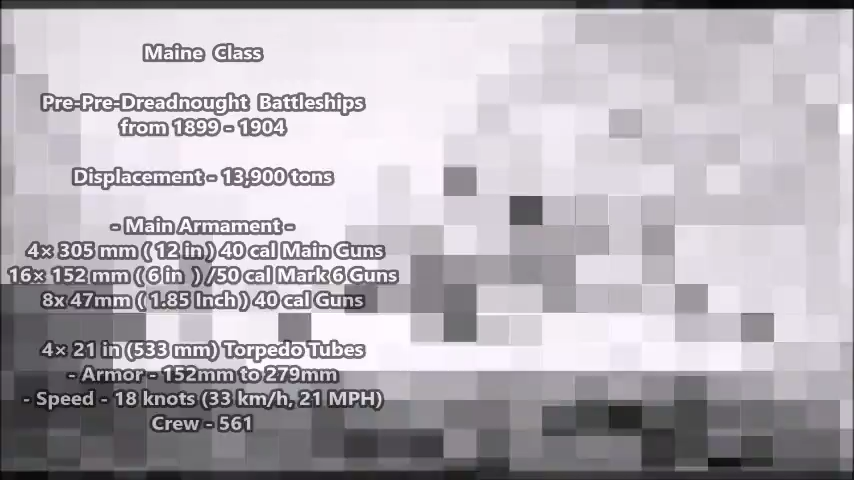 Maine Class
Pre-Pre-Dreadnought Battleships
from 1899 - 1904
Displacement - 13,900 tons
- Main Armament -
4× 305 mm ( 12 in ) 40 cal Main Guns
16× 152 mm ( 6 in ) /50 cal Mark 6 Guns
8x 47mm ( 1.85 Inch ) 40 cal Guns
4× 21 in (533 mm) Torpedo Tubes
- Armor - 152mm to 279mm
- Speed - 18 knots (33 km/h, 21 MPH)
Crew - 561